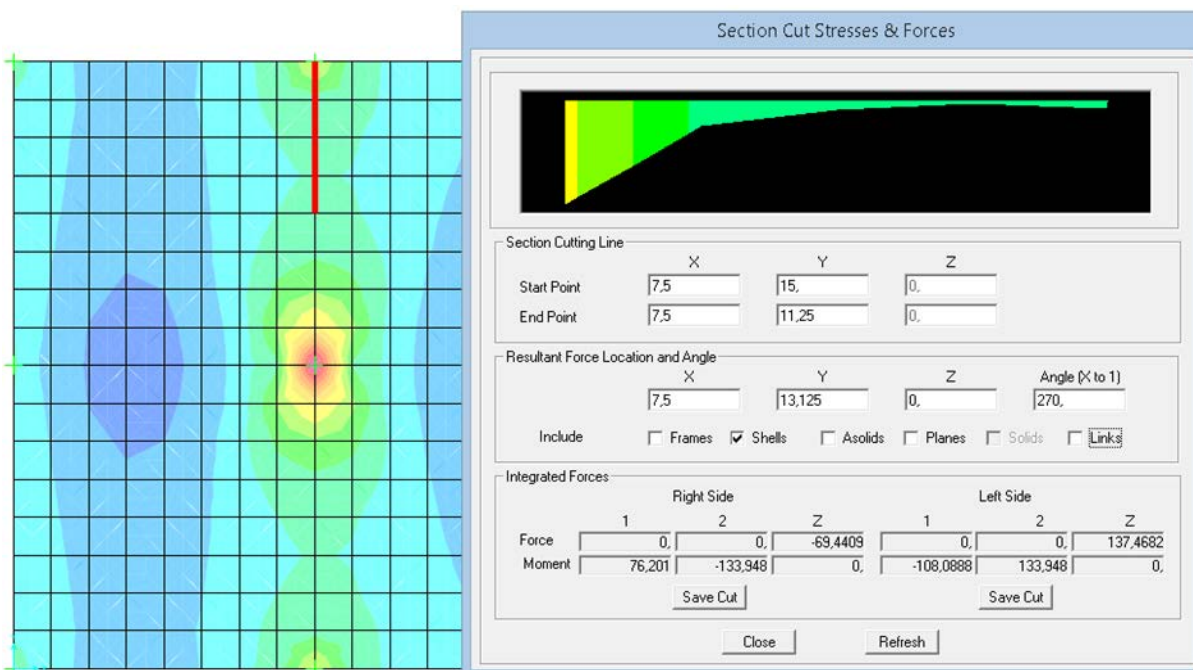 Section Cut Stresses & Forces
Section Cutting Line
X Y Z
Start Point 7,5 15, 0,
End Point 7,5 11,25 0,
Resultant Force Location and Angle
X Y Z Angle (X to 1)
7,5 13,125 0, 270,
Include Frames Shells Asolids Planes Solids Links
Integrated Forces
Right Side Left Side
1 2 Z 1 2 Z
Force 0, 0, -69,4409 0, 0, 137,4682
Moment 76,201 -133,948 0, -108,0888 133,948 0,
Save Cut Save Cut
Close Refresh